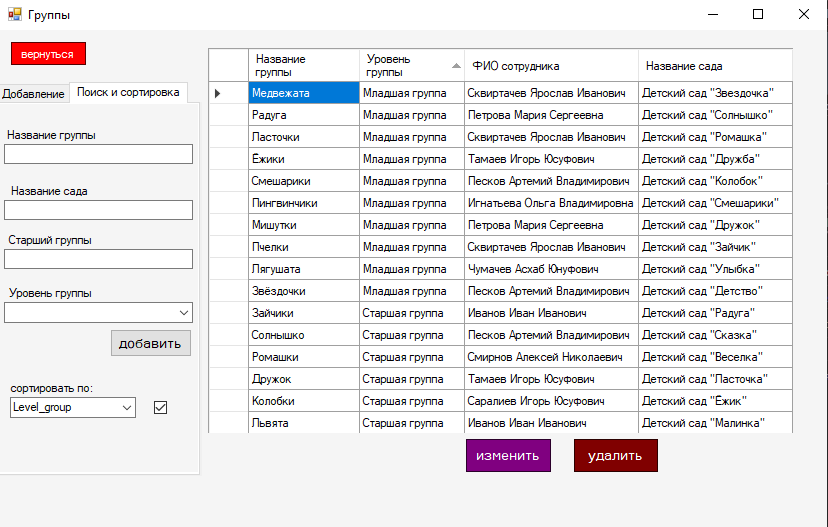 Группы
вернуться
Добавление
Поиск и сортировка
Название группы
Название сада
Старший группы
Уровень группы
добавить
сортировать по:
Level_group
Название группы Уровень группы ФИО сотрудника Название сада
Медвежата Младшая группа Сквиртачев Ярослав Иванович Детский сад "Звездочка"
Радуга Младшая группа Петрова Мария Сергеевна Детский сад "Солнышко"
Ласточки Младшая группа Сквиртачев Ярослав Иванович Детский сад "Ромашка"
Ёжики Младшая группа Тамаев Игорь Юсуфович Детский сад "Дружба"
Смешарики Младшая группа Песков Артемий Владимирович Детский сад "Колобок"
Пингвинчики Младшая группа Игнатьева Ольга Владимировна Детский сад "Смешарики"
Мишутки Младшая группа Петрова Мария Сергеевна Детский сад "Дружок"
Пчелки Младшая группа Сквиртачев Ярослав Иванович Детский сад "Зайчик"
Лягушата Младшая группа Чумачев Асхаб Юнуфович Детский сад "Улыбка"
Звёздочки Младшая группа Песков Артемий Владимирович Детский сад "Детство"
Зайчики Старшая группа Иванов Иван Иванович Детский сад "Радуга"
Солнышко Старшая группа Песков Артемий Владимирович Детский сад "Сказка"
Ромашки Старшая группа Смирнов Алексей Николаевич Детский сад "Веселка"
Дружок Старшая группа Тамаев Игорь Юсуфович Детский сад "Ласточка"
Колобки Старшая группа Саралиев Игорь Юсуфович Детский сад "Ёжик"
Львята Старшая группа Иванов Иван Иванович Детский сад "Малинка"
изменить
удалить